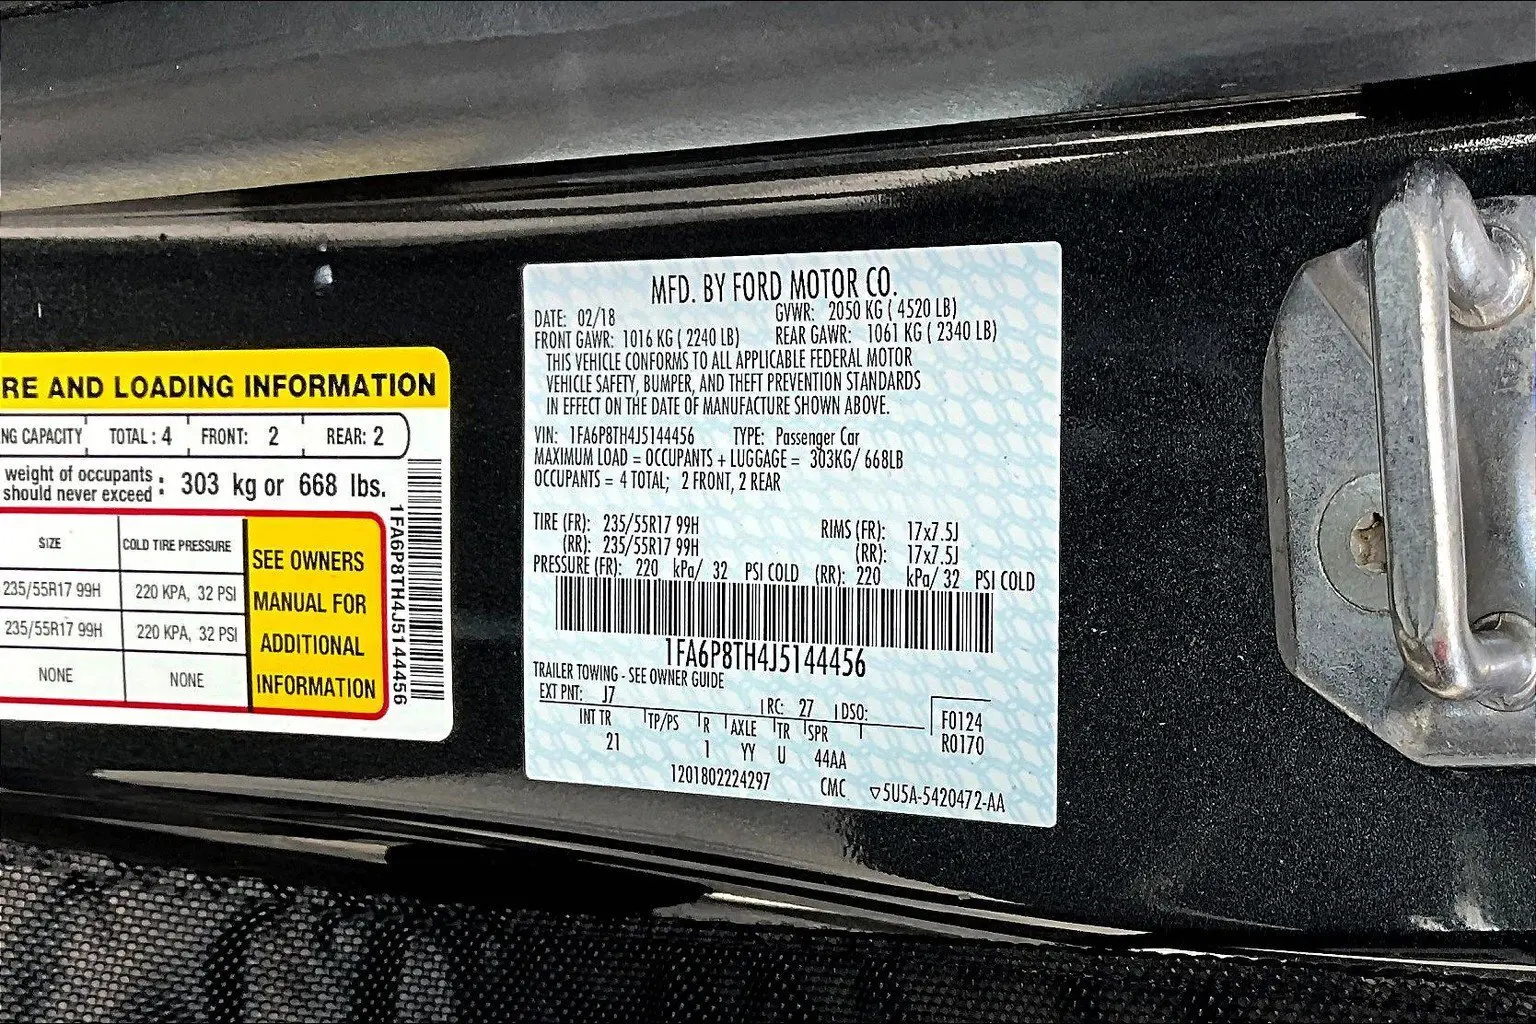 RE AND LOADING INFORMATION
NG CAPACITY TOTAL: 4 FRONT: 2 REAR: 2
weight of occupants
should never exceed : 303 kg or 668 lbs.
SIZE COLD TIRE PRESSURE
235/55R17 99H 220 KPA, 32 PSI
235/55R17 99H 220 KPA, 32 PSI
NONE NONE
SEE OWNERS
MANUAL FOR
ADDITIONAL
INFORMATION
1FA6P8TH4J5144456
MFD. BY FORD MOTOR CO.
DATE: 02/18 GVWR: 2050 KG ( 4520 LB)
FRONT GAWR: 1016 KG ( 2240 LB) REAR GAWR: 1061 KG ( 2340 LB)
THIS VEHICLE CONFORMS TO ALL APPLICABLE FEDERAL MOTOR
VEHICLE SAFETY, BUMPER, AND THEFT PREVENTION STANDARDS
IN EFFECT ON THE DATE OF MANUFACTURE SHOWN ABOVE.
VIN: 1FA6P8TH4J5144456 TYPE: Passenger Car
MAXIMUM LOAD = OCCUPANTS + LUGGAGE = 303KG/ 668LB
OCCUPANTS = 4 TOTAL; 2 FRONT, 2 REAR
TIRE (FR): 235/55R17 99H RIMS (FR): 17x7.5J
(RR): 235/55R17 99H (RR): 17x7.5J
PRESSURE (FR): 220 kPa/ 32 PSI COLD (RR): 220 kPa/ 32 PSI COLD
1FA6P8TH4J5144456
TRAILER TOWING - SEE OWNER GUIDE
EXT PNT: J7 RC: 27 DSO:
INT TR TP/PS R AXLE TR SPR
21 1 YY U 44AA
F0124
R0170
1201802224297 CMC ▽5U5A-5420472-AA